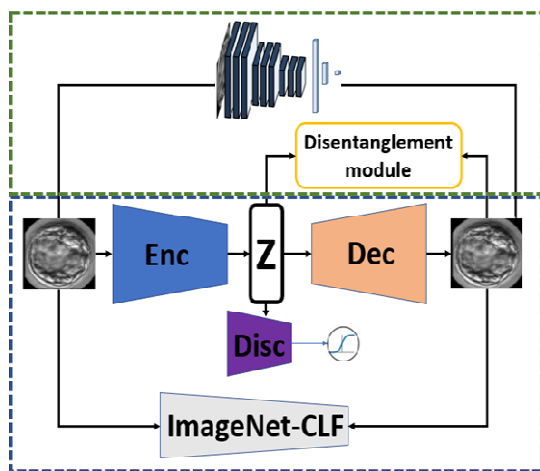 Disentanglement
module
Enc
Z
Dec
Disc
ImageNet-CLF